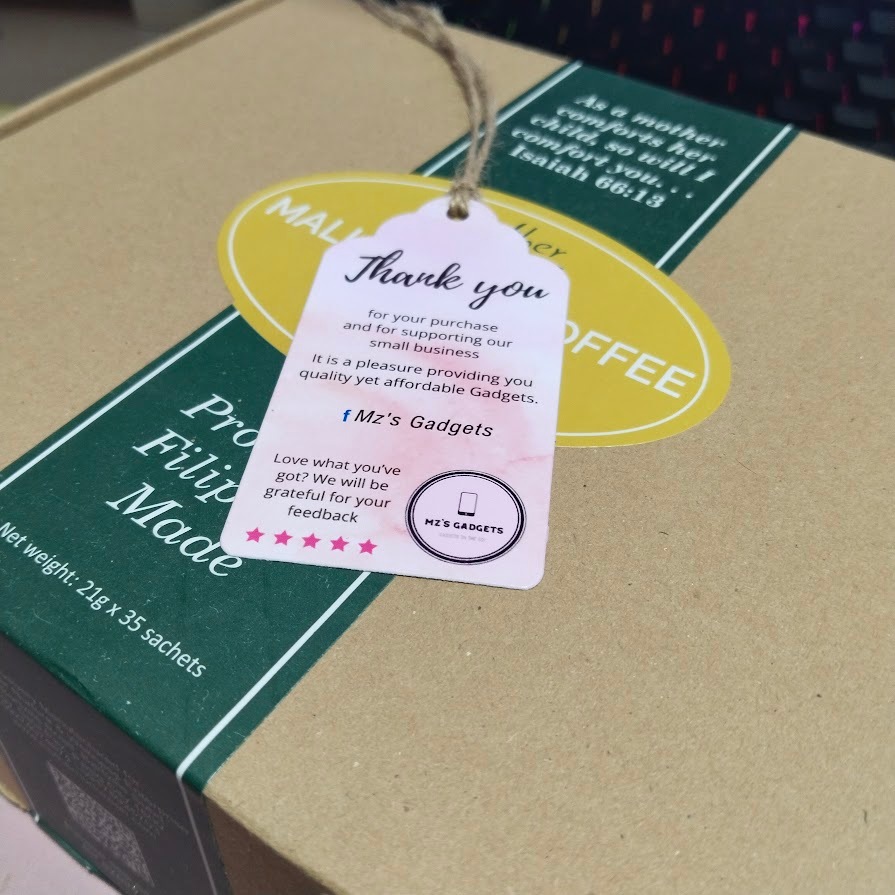 As a mother
comforts her
child, so will I
comfort you. . .
Isaiah 66:13
OFFEE
Thank you
for your purchase
and for supporting our
small business
It is a pleasure providing you
quality yet affordable Gadgets.
f Mz's Gadgets
Love what you've
got? We will be
grateful for your
feedback
MZ'S GADGETS
Made
Net weight: 21g x 35 sachets